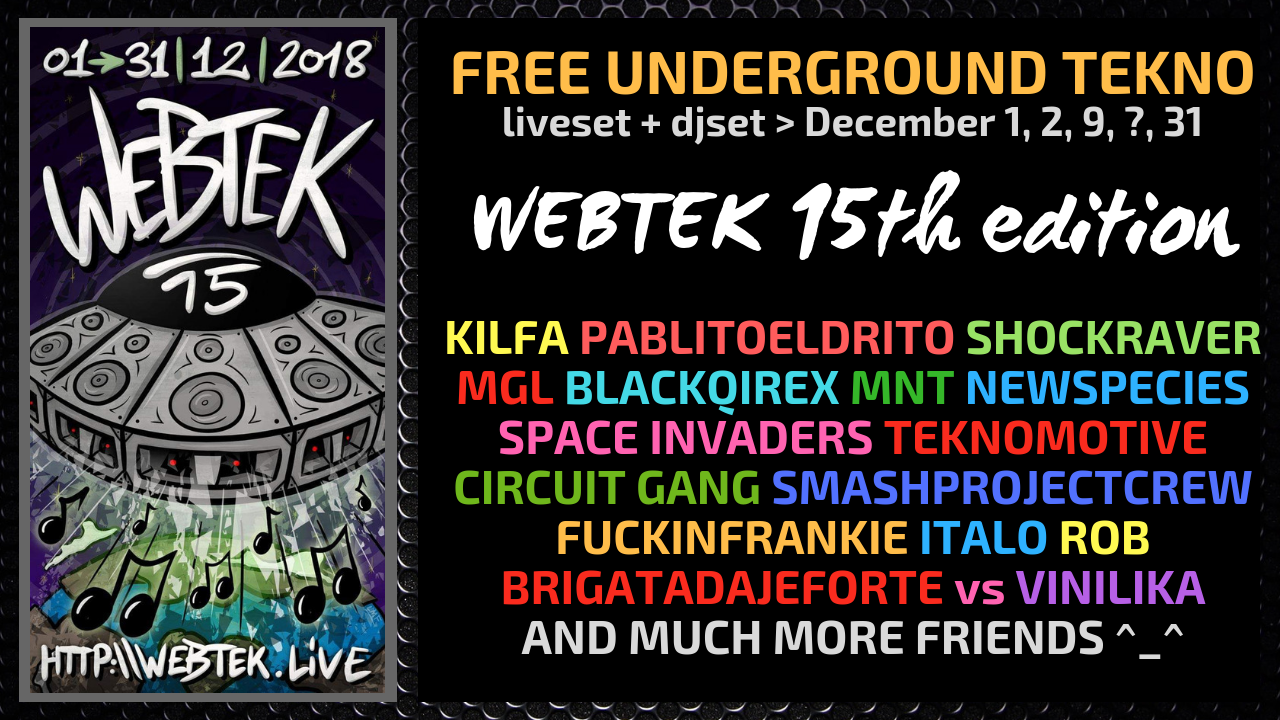 01→31|12|2018
WEBTEK
15
HTTP:\\WEBTEK.LiVE
FREE UNDERGROUND TEKNO
liveset + djset > December 1, 2, 9, ?, 31
WEBTEK 15th edition
KILFA PABLITOELDRITO SHOCKRAVER
MGL BLACKQIREX MNT NEWSPECIES
SPACE INVADERS TEKNOMOTIVE
CIRCUIT GANG SMASHPROJECTCREW
FUCKINFRANKIE ITALO ROB
BRIGATADAJEFORTE vs VINILIKA
AND MUCH MORE FRIENDS ^_^